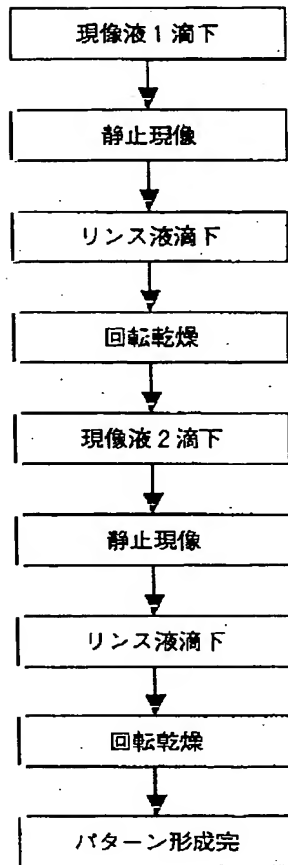 現像液1滴下
静止現像
リンス液滴下
回転乾燥
現像液2滴下
静止現像
リンス液滴下
回転乾燥
パターン形成完